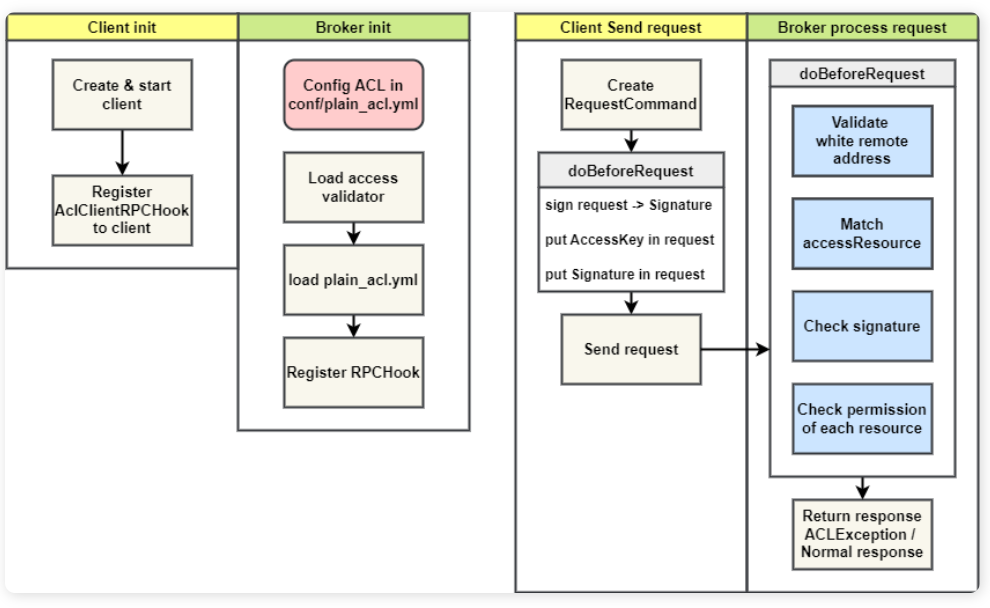 Client init
Create & start
client
Register
AclClientRPCHook
to client
Broker init
Config ACL in
conf/plain_acl.yml
Load access
validator
load plain_acl.yml
Register RPCHook
Client Send request
Create
RequestCommand
doBeforeRequest
sign request -> Signature
put AccessKey in request
put Signature in request
Send request
Broker process request
doBeforeRequest
Validate
white remote
address
Match
accessResource
Check signature
Check permission
of each resource
Return response
ACLException /
Normal response